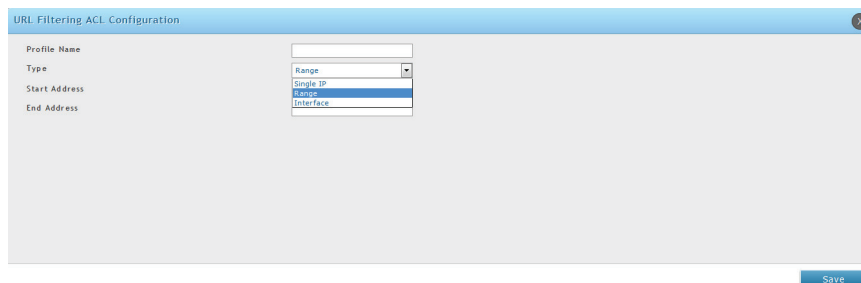 URL Filtering ACL Configuration
Profile Name
Type
Range
Single IP
Start Address
Range
Interface
End Address
Save